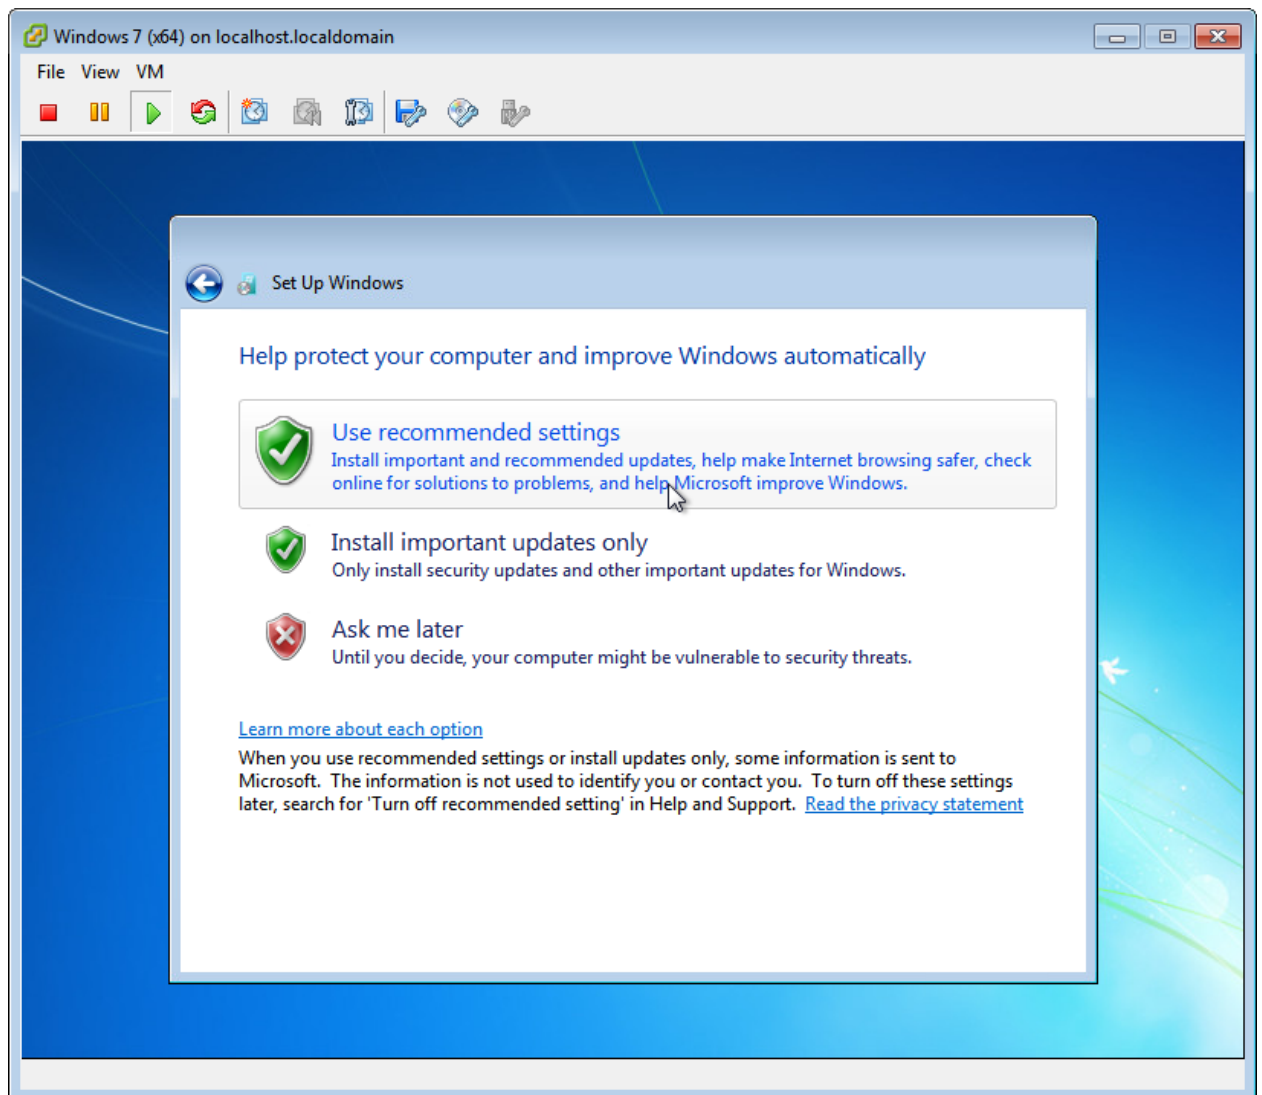 Windows 7 (x64) on localhost.localdomain
File View VM
Set Up Windows
Help protect your computer and improve Windows automatically
Use recommended settings
Install important and recommended updates, help make Internet browsing safer, check
online for solutions to problems, and help Microsoft improve Windows.
Install important updates only
Only install security updates and other important updates for Windows.
Ask me later
Until you decide, your computer might be vulnerable to security threats.
Learn more about each option
When you use recommended settings or install updates only, some information is sent to
Microsoft. The information is not used to identify you or contact you. To turn off these settings
later, search for 'Turn off recommended setting' in Help and Support. Read the privacy statement